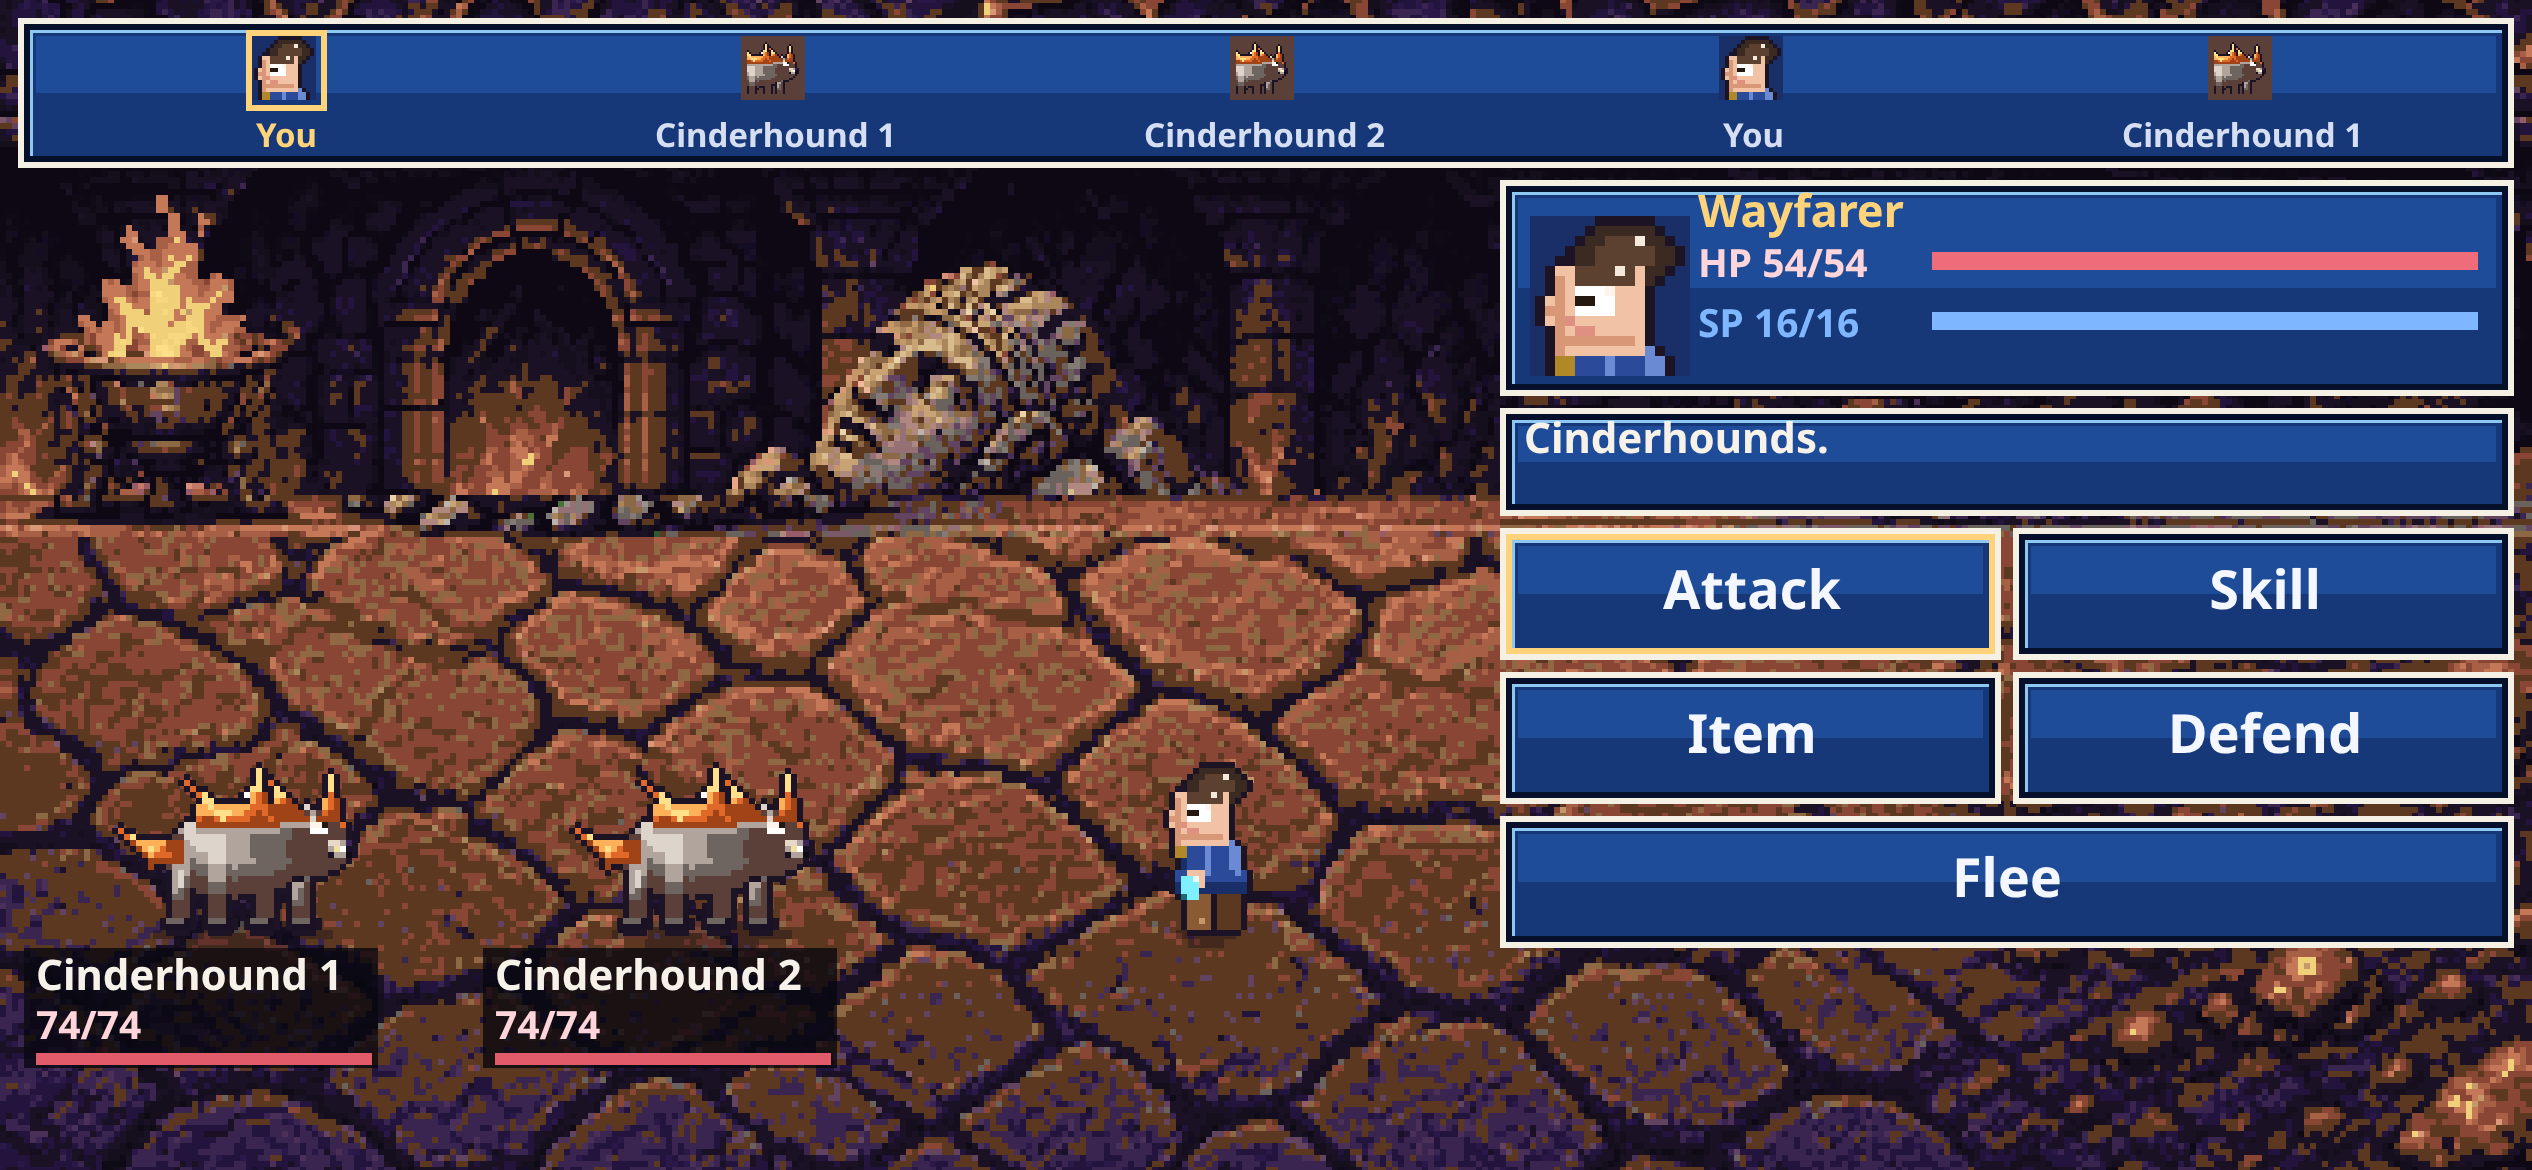 You
Cinderhound 1
Cinderhound 2
You
Cinderhound 1
Wayfarer
HP 54/54
SP 16/16
Cinderhounds.
Attack
Skill
Item
Defend
Flee
Cinderhound 1
74/74
Cinderhound 2
74/74